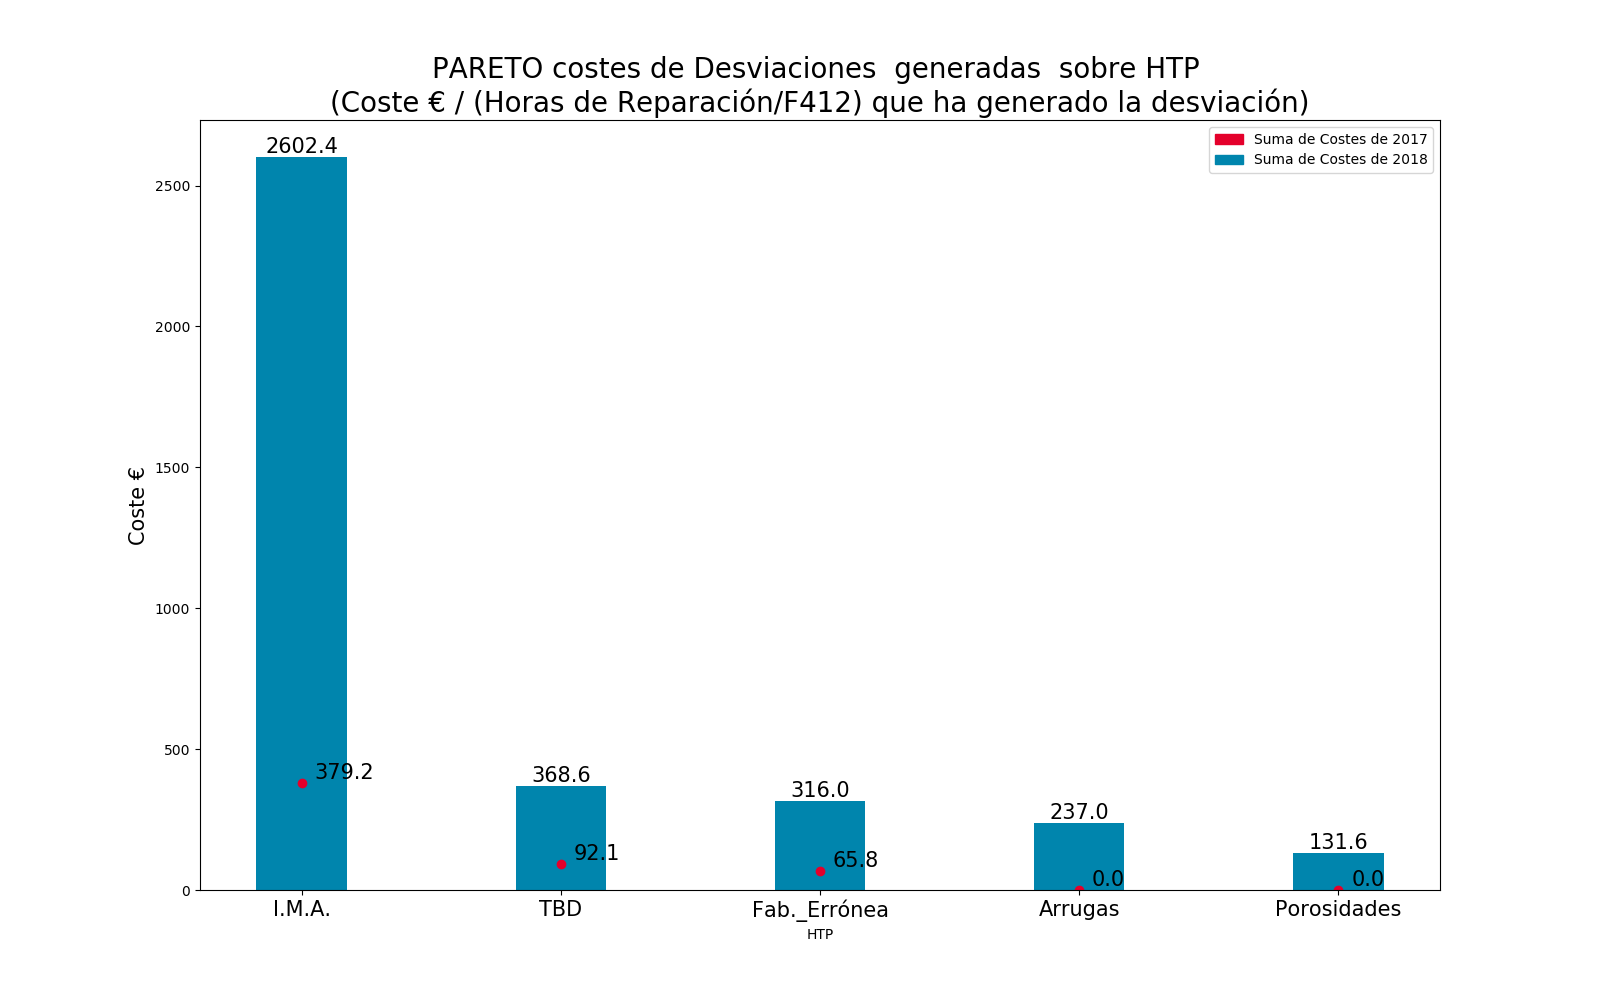 PARETO costes de Desviaciones  generadas  sobre HTP
(Coste € / (Horas de Reparación/F412) que ha generado la desviación)
Suma de Costes de 2017
Suma de Costes de 2018
2602.4
379.2
368.6
92.1
316.0
65.8
237.0
0.0
131.6
0.0
Coste €
2500
2000
1500
1000
500
0
I.M.A.
TBD
Fab._Errónea
Arrugas
Porosidades
HTP